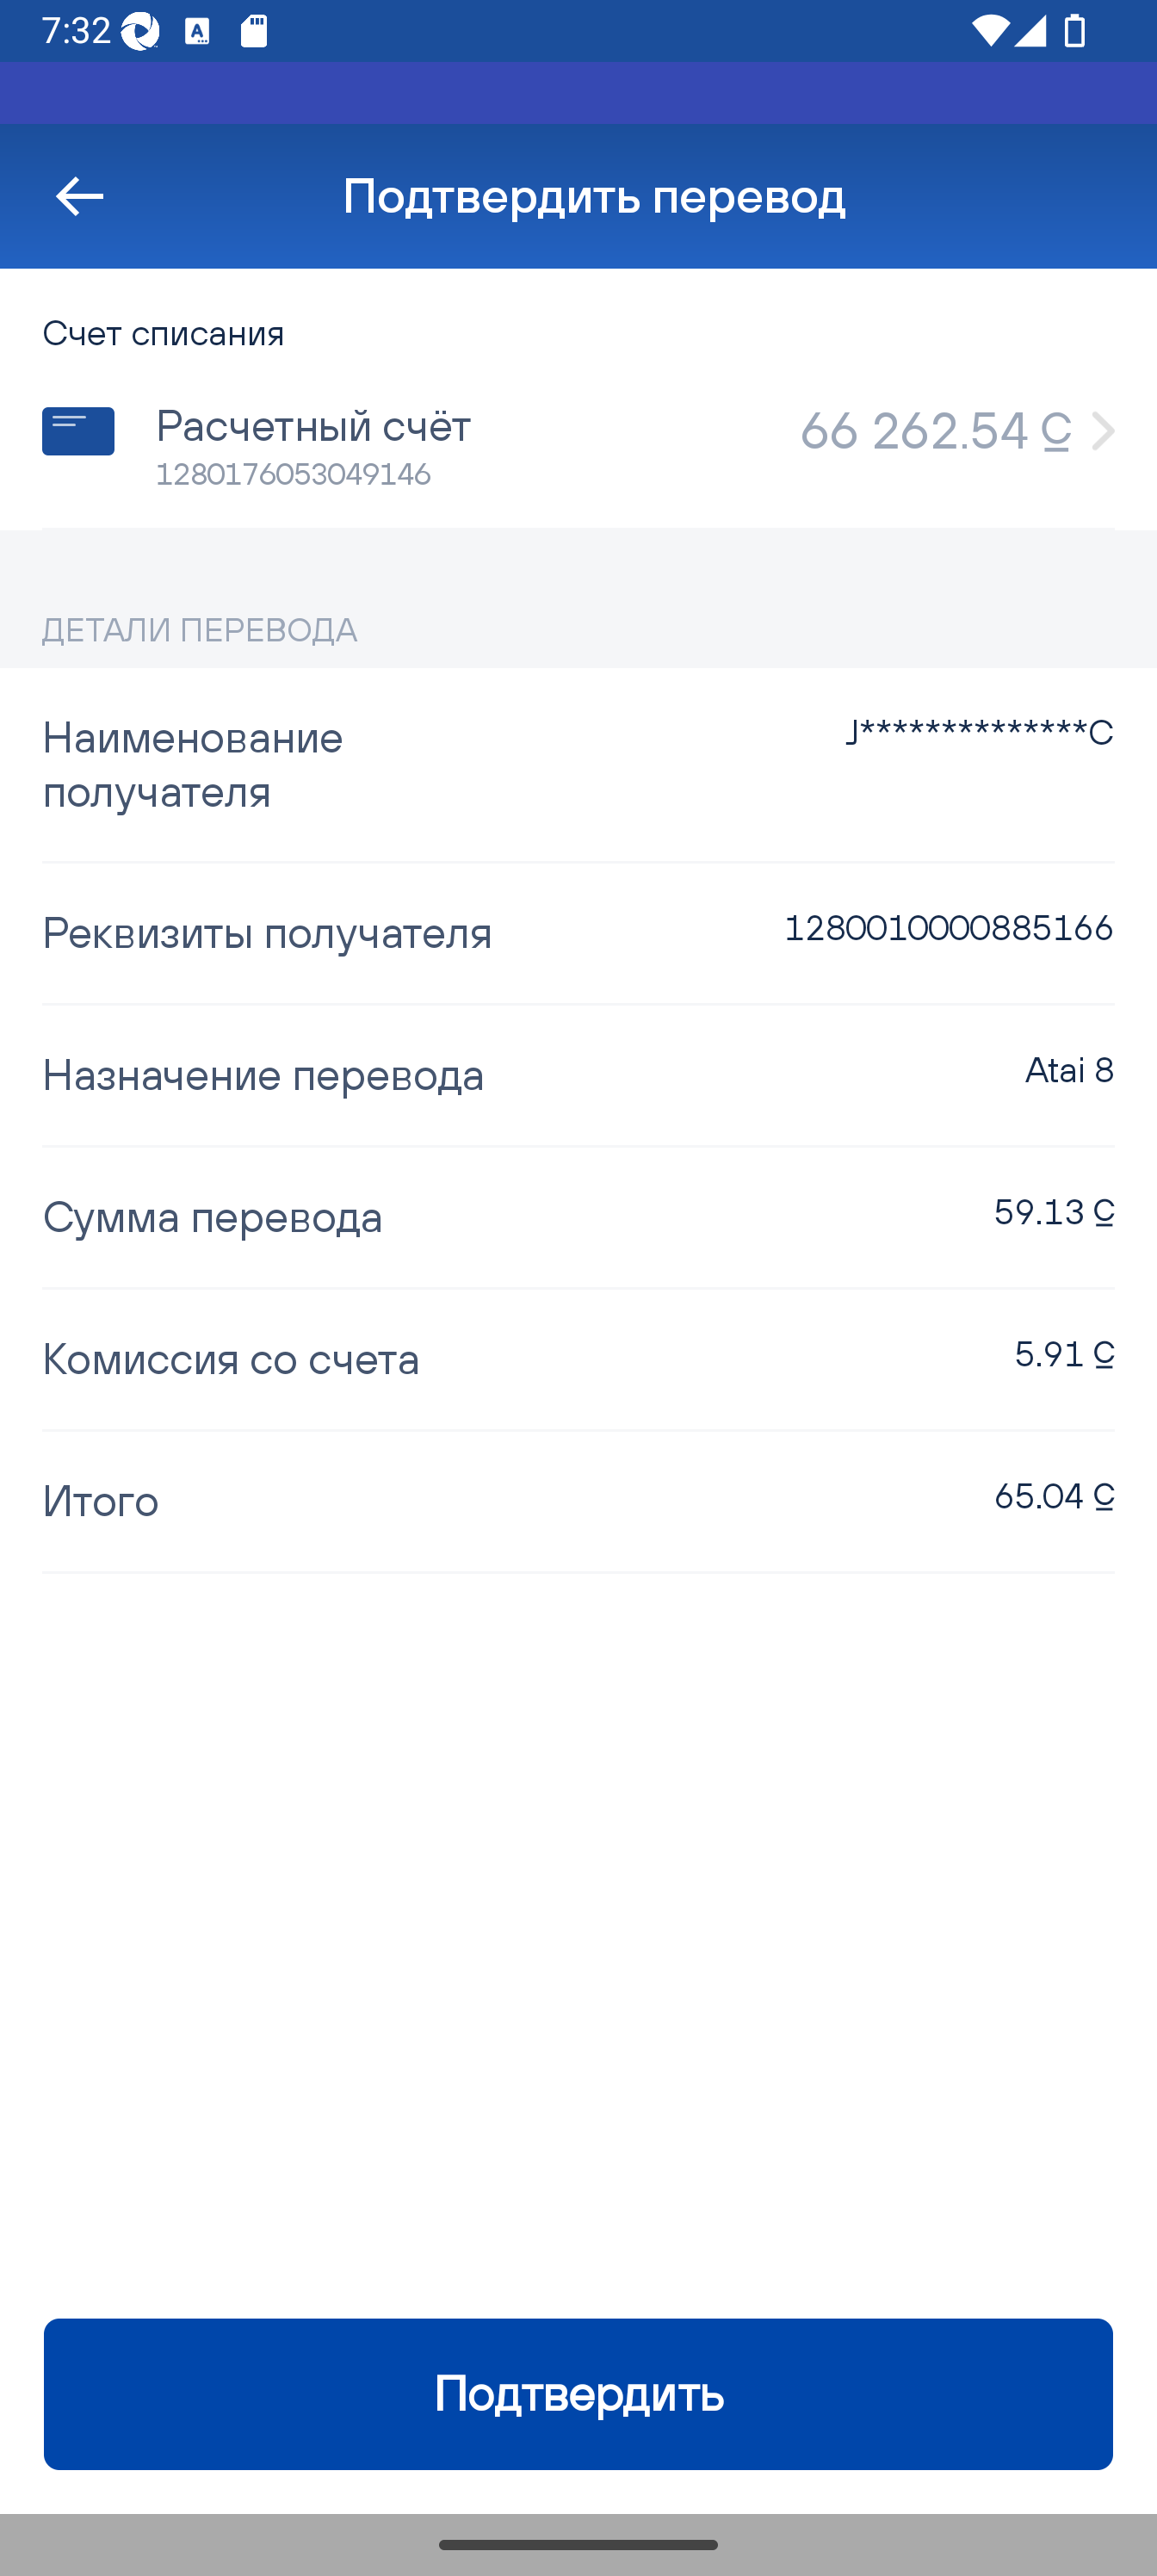 7:32
Подтвердить перевод
Счет списания
Расчетный счёт
66 262.54 С
1280176053049146
ДЕТАЛИ ПЕРЕВОДА
Наименование
получателя
J**************C
Реквизиты получателя
1280010000885166
Назначение перевода
Atai 8
Сумма перевода
59.13 С
Комиссия со счета
5.91 С
Итого
65.04 С
Подтвердить